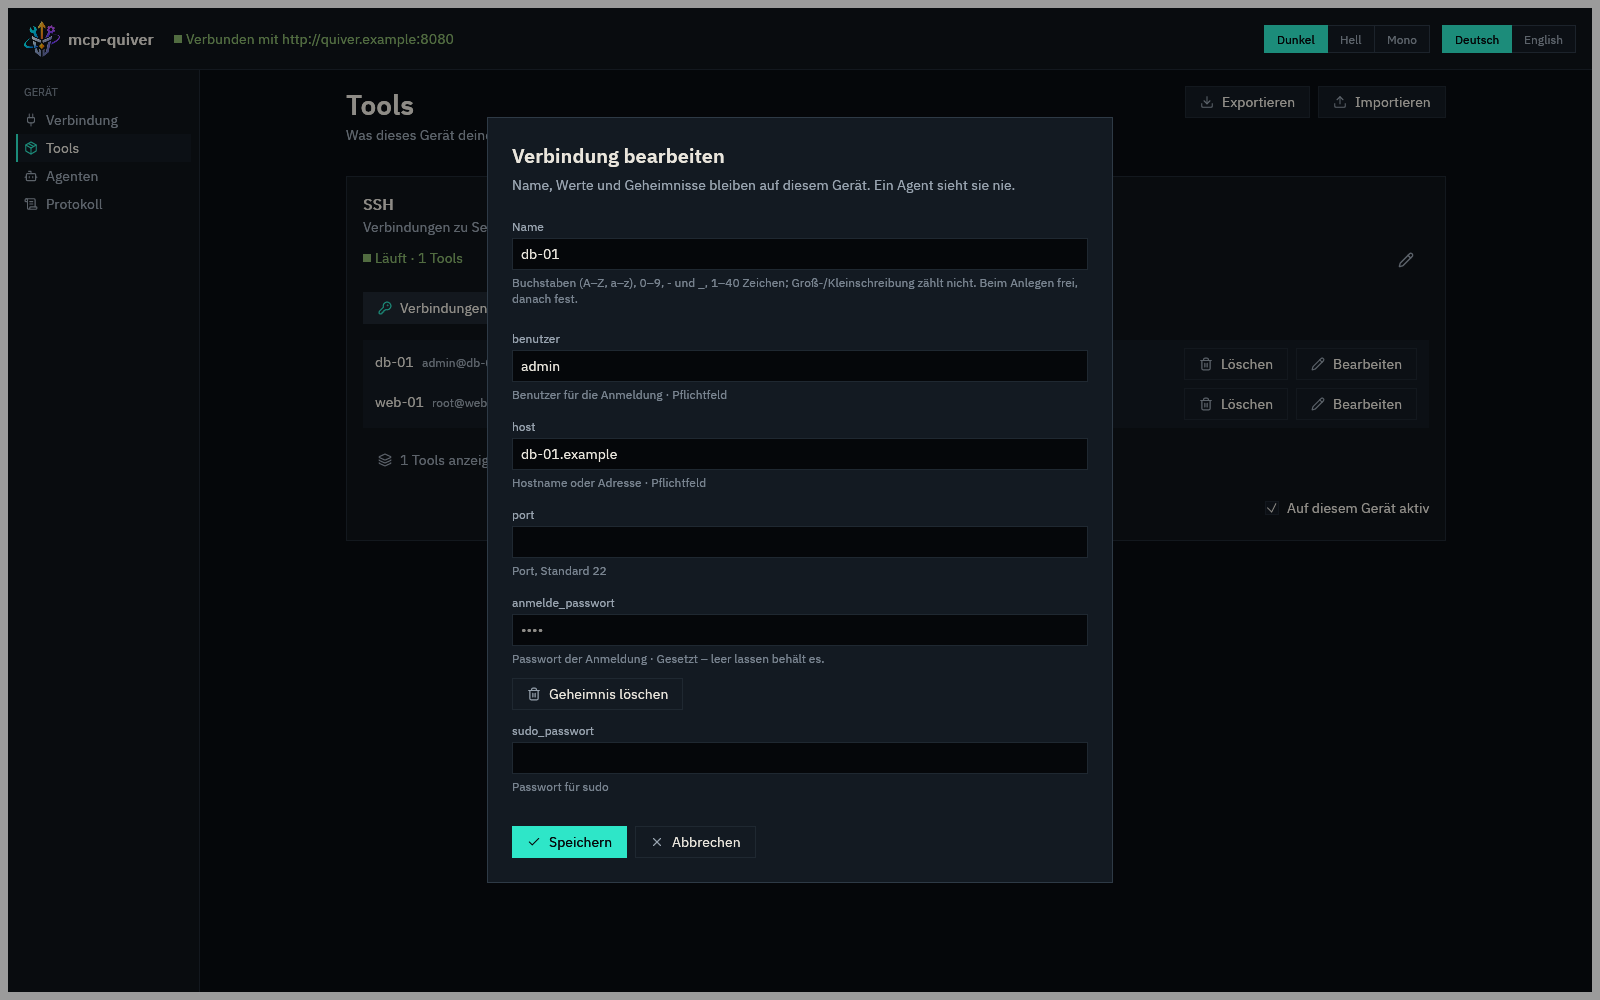 mcp-quiver
Verbunden mit http://quiver.example:8080
Dunkel
Hell
Mono
Deutsch
English
GERÄT
Verbindung
Tools
Agenten
Protokoll
Tools
Was dieses Gerät dein
Exportieren
Importieren
SSH
Verbindungen zu Se
Läuft · 1 Tools
Verbindungen
db-01 admin@db-
Löschen
Bearbeiten
web-01 root@web
Löschen
Bearbeiten
1 Tools anzeig
Auf diesem Gerät aktiv
Verbindung bearbeiten
Name, Werte und Geheimnisse bleiben auf diesem Gerät. Ein Agent sieht sie nie.
Name
db-01
Buchstaben (A–Z, a–z), 0–9, - und _, 1–40 Zeichen; Groß-/Kleinschreibung zählt nicht. Beim Anlegen frei,
danach fest.
benutzer
admin
Benutzer für die Anmeldung · Pflichtfeld
host
db-01.example
Hostname oder Adresse · Pflichtfeld
port
Port, Standard 22
anmelde_passwort
••••
Passwort der Anmeldung · Gesetzt – leer lassen behält es.
Geheimnis löschen
sudo_passwort
Passwort für sudo
Speichern
Abbrechen